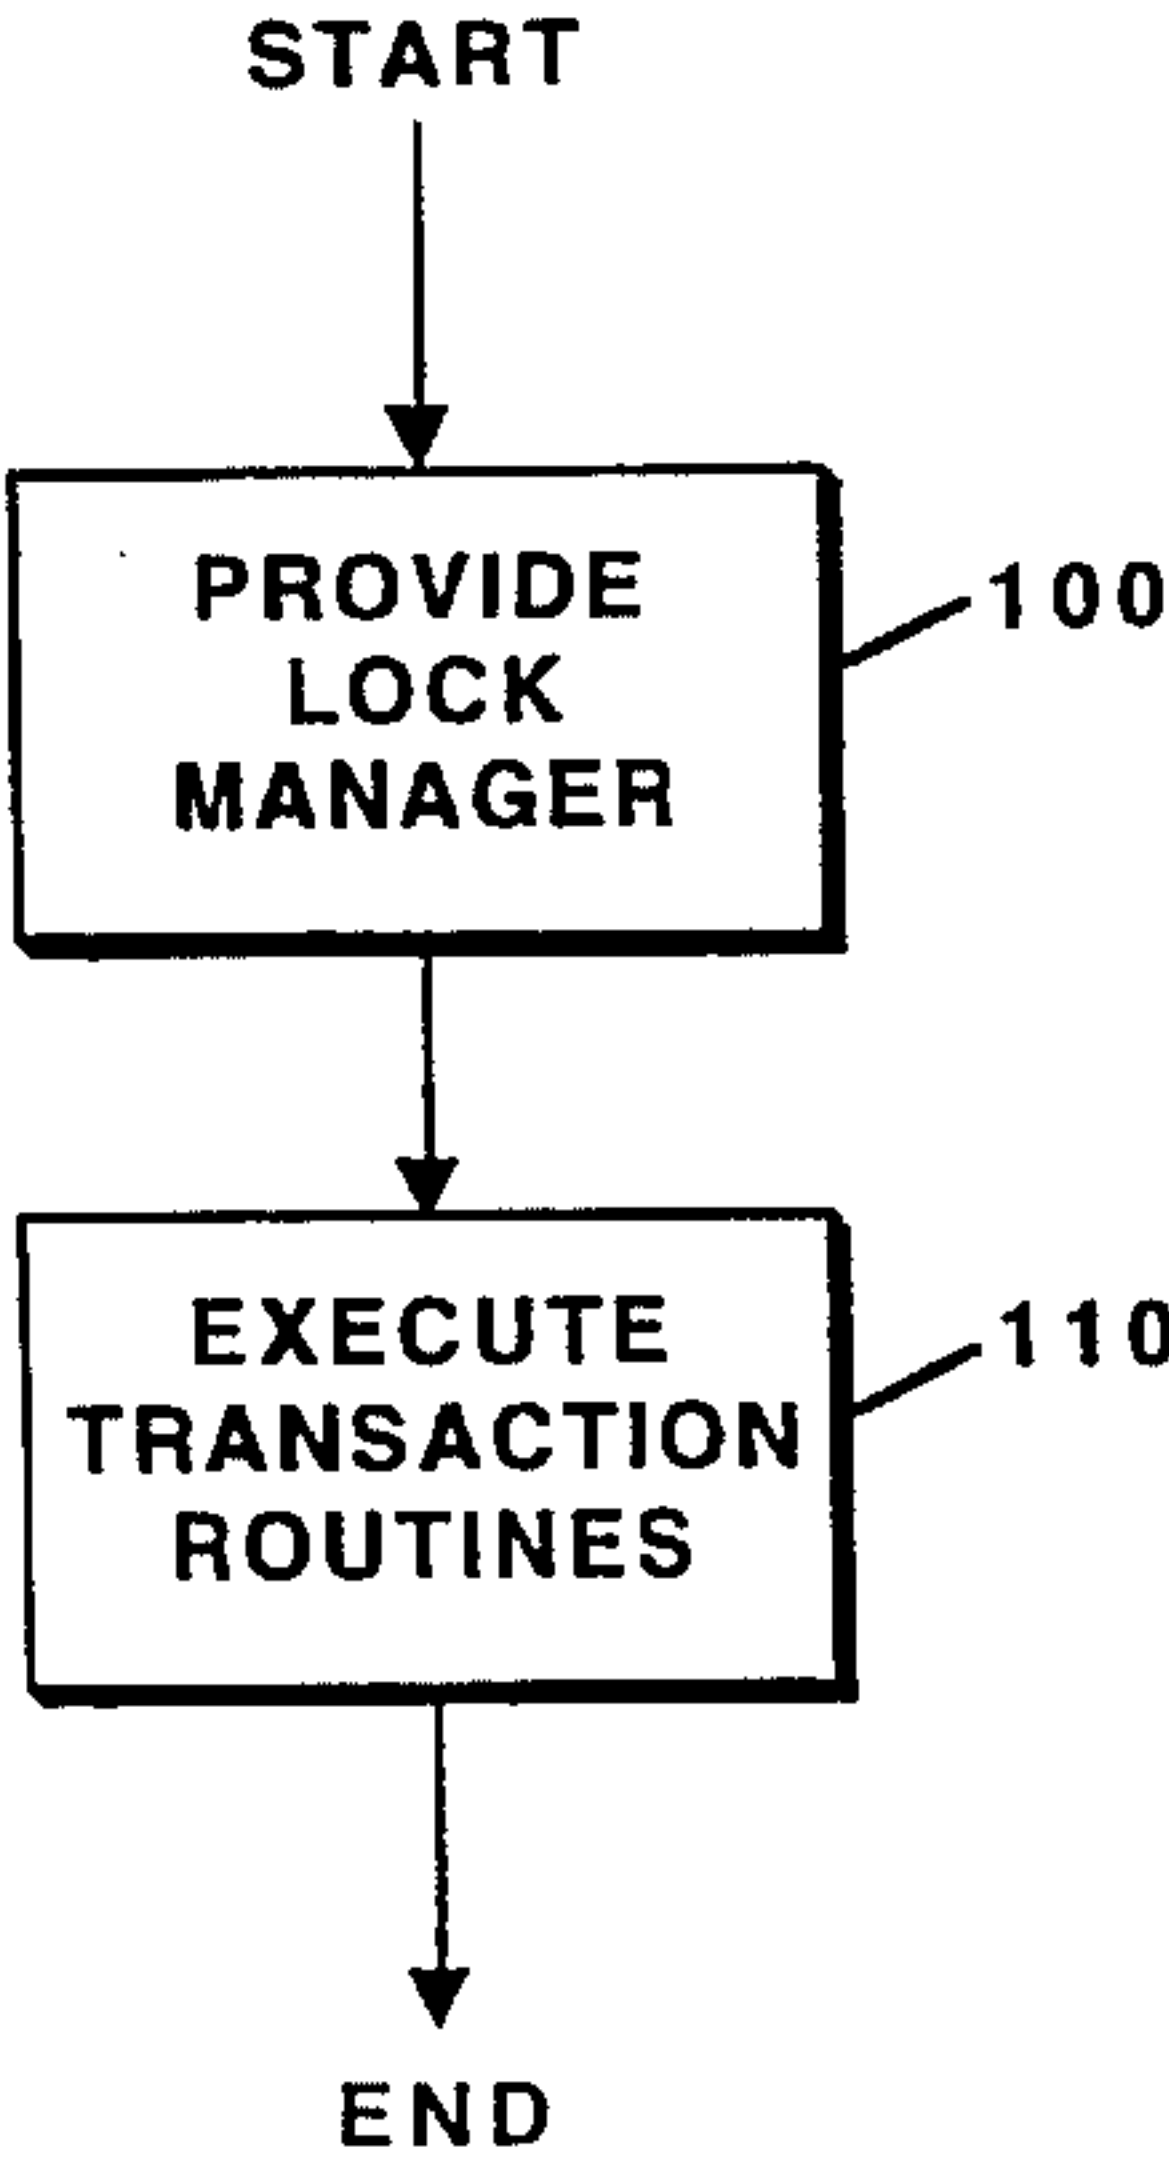 START
PROVIDE
LOCK
MANAGER
100
EXECUTE
TRANSACTION
ROUTINES
110
END